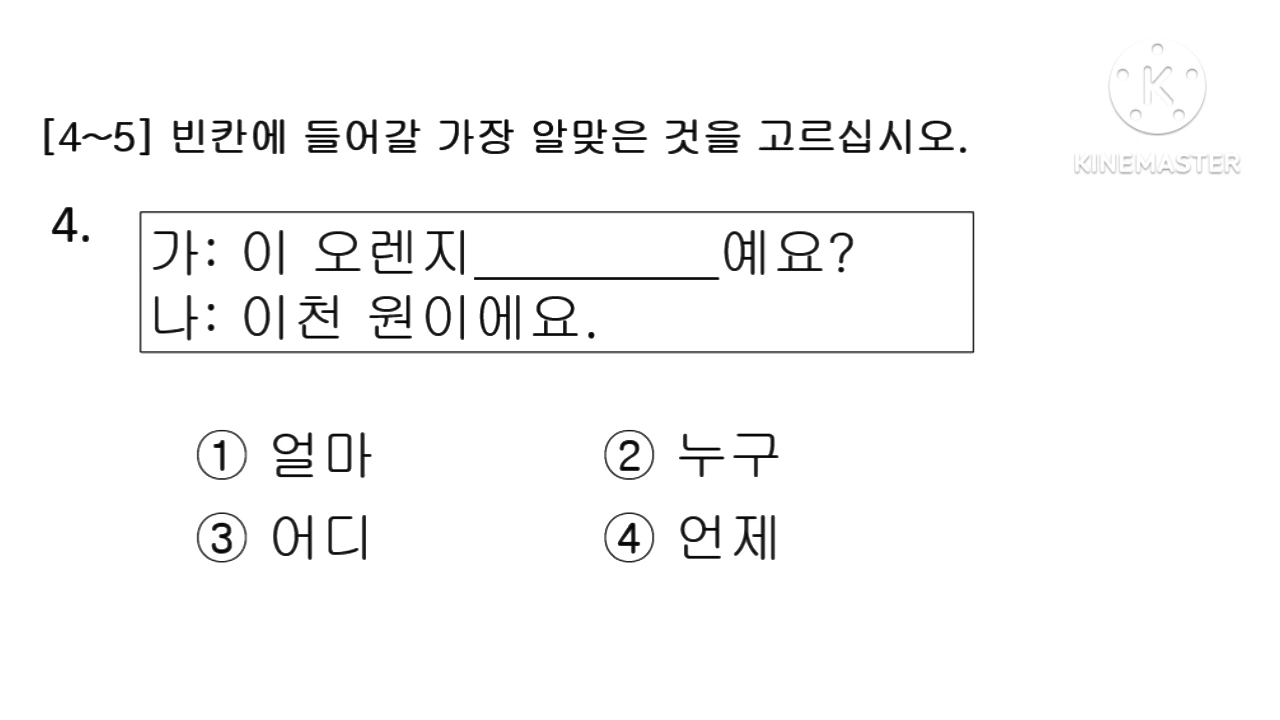 KINEMASTER
[4~5] 빈칸에 들어갈 가장 알맞은 것을 고르십시오.
4.
가: 이 오렌지_________예요?
나: 이천 원이에요.
① 얼마 ② 누구
③ 어디 ④ 언제